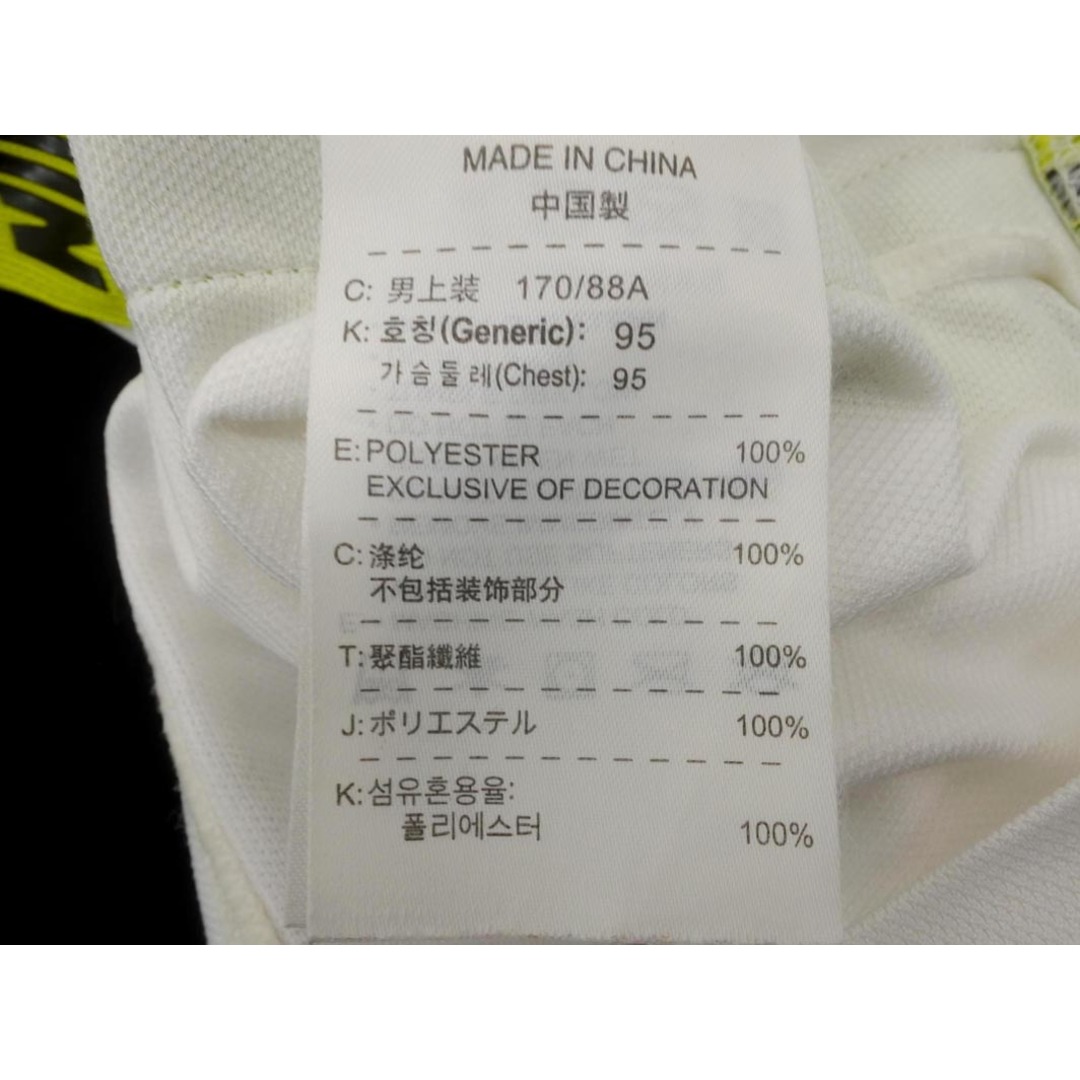 MADE IN CHINA
中国製
C: 男上装 170/88A
K: 호칭(Generic): 95
가슴둘레(Chest): 95
E: POLYESTER 100%
EXCLUSIVE OF DECORATION
C: 涤纶 100%
不包括装饰部分
T: 聚酯纖維 100%
J: ポリエステル 100%
K: 섬유혼용율:
폴리에스터 100%